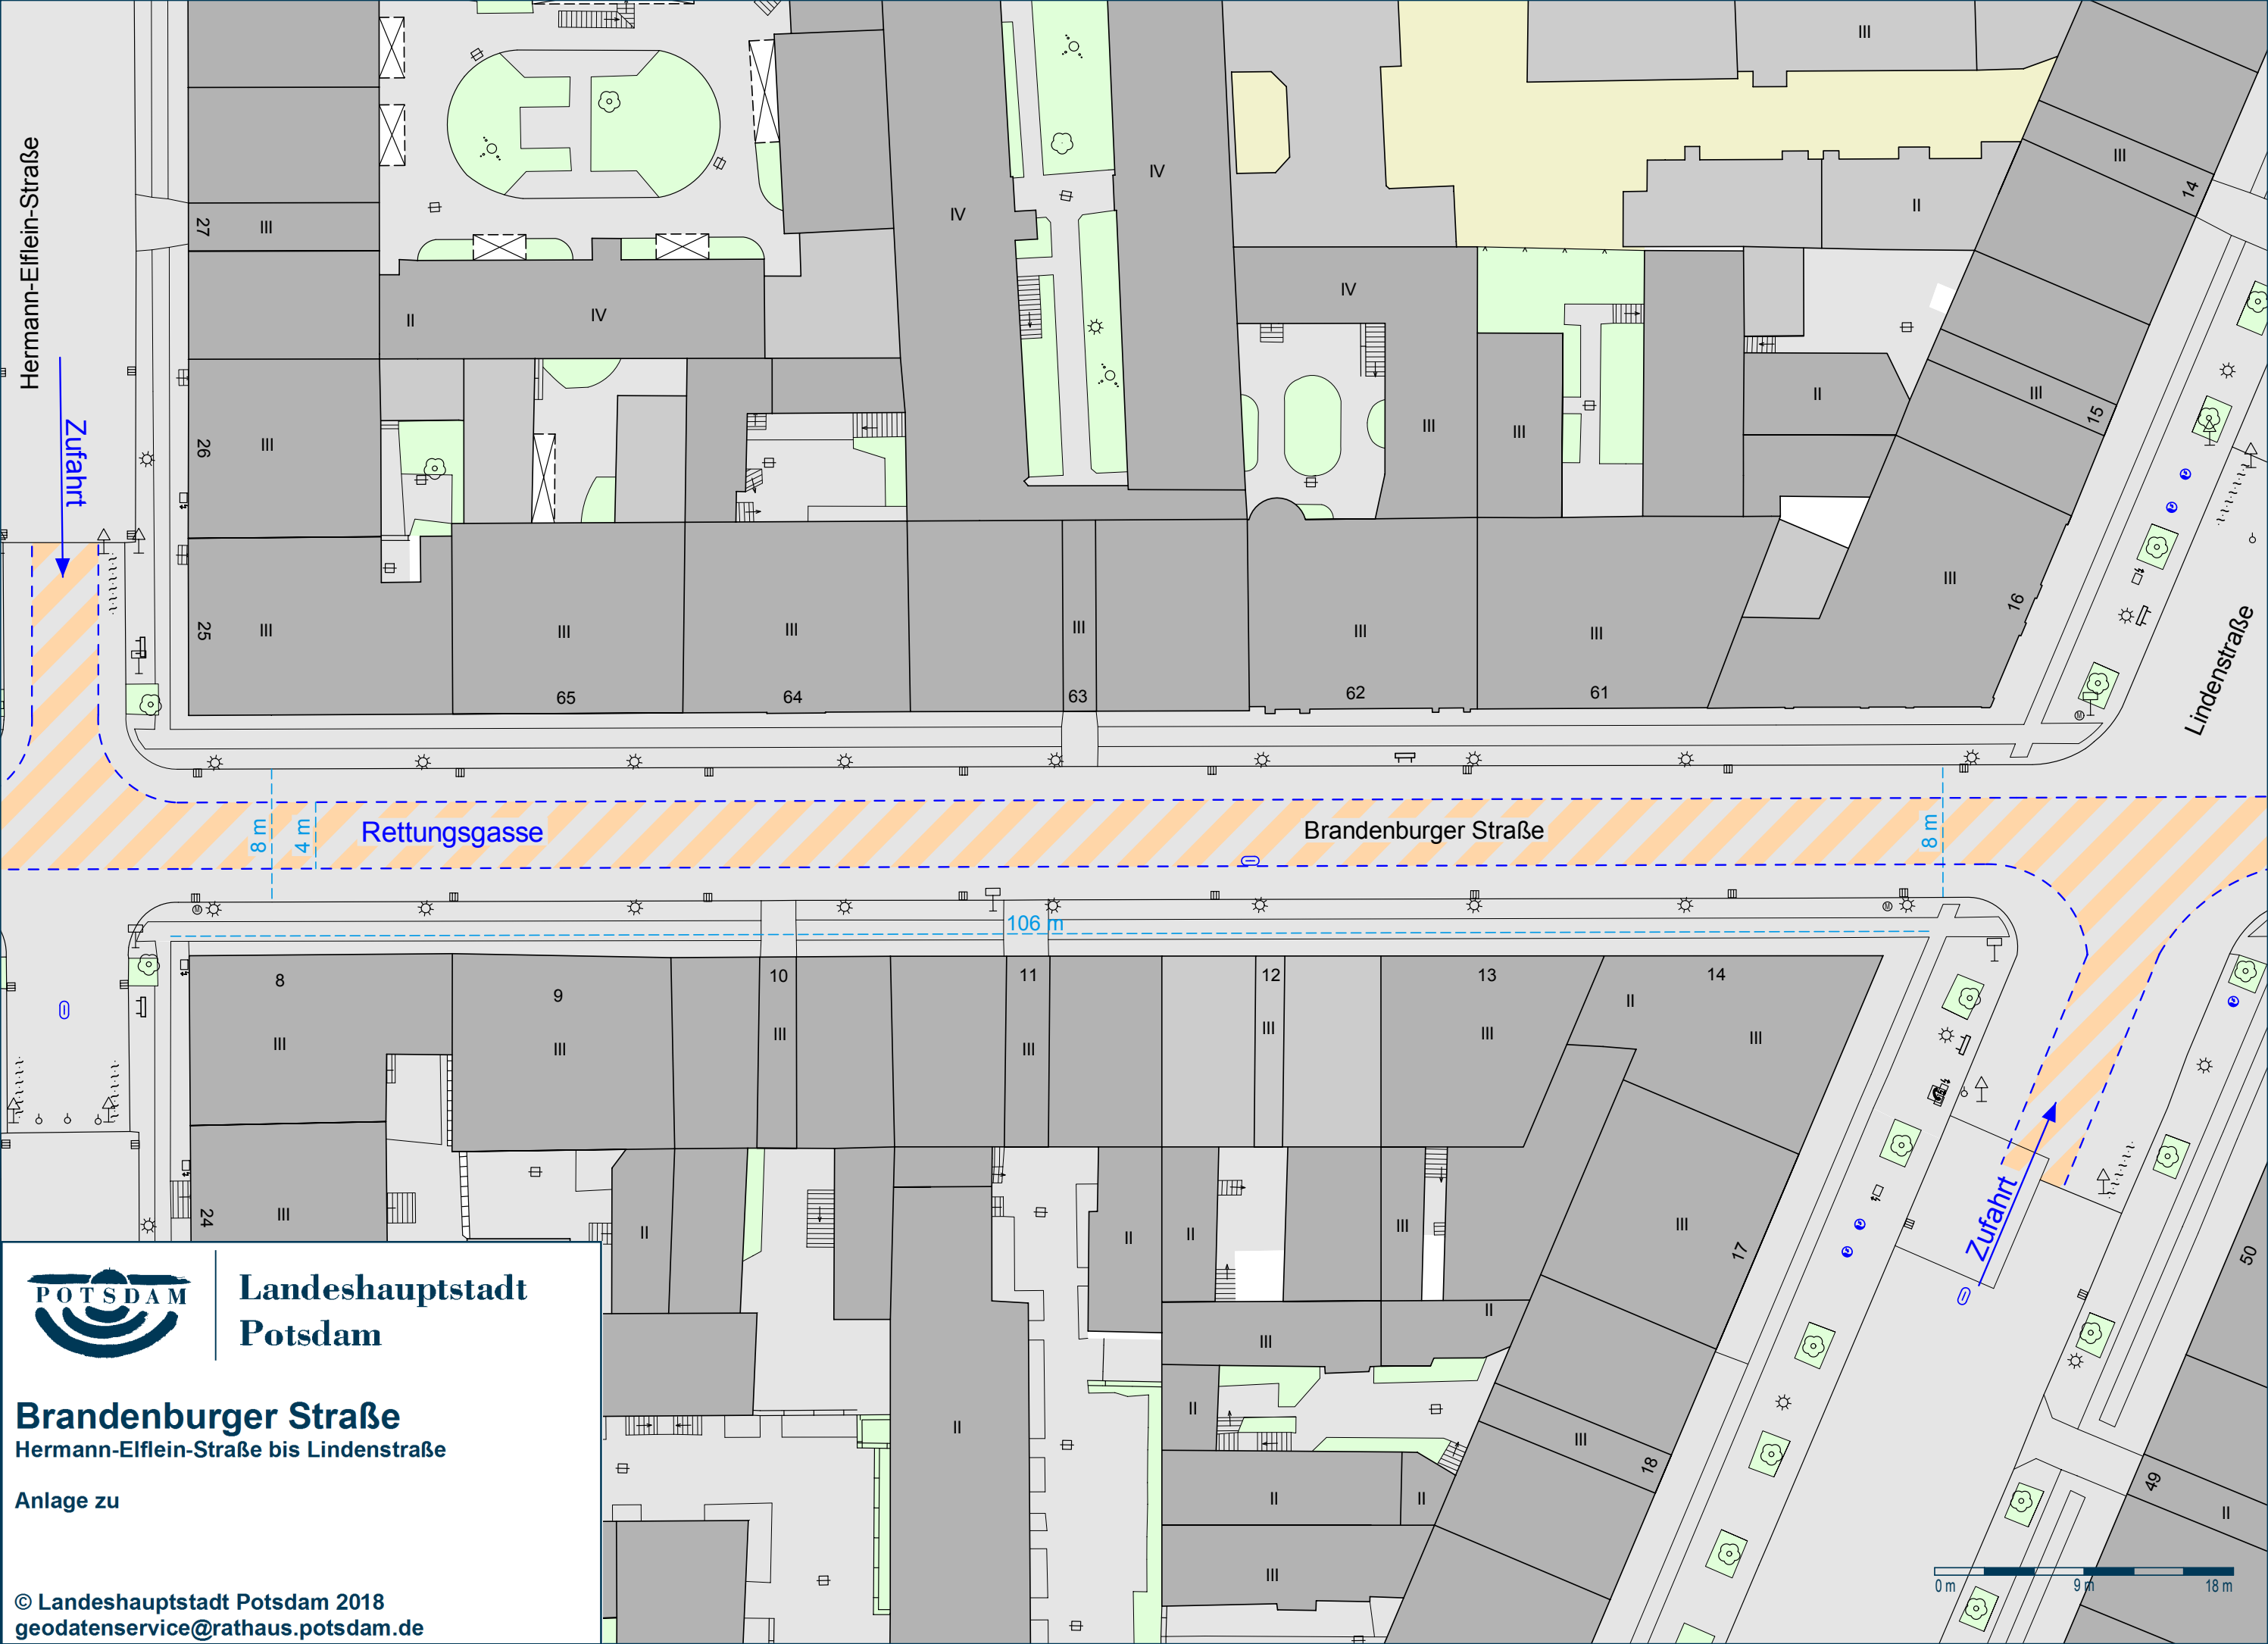 III
III
14
IV
IV
II
27
III
Hermann-Elflein-Straße
IV
II
IV
III
15
II
III
III
26
III
Zufahrt
III
16
25
III
III
III
III
III
III
Lindenstraße
65
64
63
62
61
8 m
4 m
Rettungsgasse
Brandenburger Straße
8 m
106 m
8
9
10
11
12
13
14
II
III
III
III
III
III
III
III
24
III
II
II
II
III
III
17
Zufahrt
50
III
II
II
II
III
18
49
II
II
II
III
POTSDAM
Landeshauptstadt
Potsdam
Brandenburger Straße
Hermann-Elflein-Straße bis Lindenstraße
Anlage zu
© Landeshauptstadt Potsdam 2018
geodatenservice@rathaus.potsdam.de
0 m
9 m
18 m